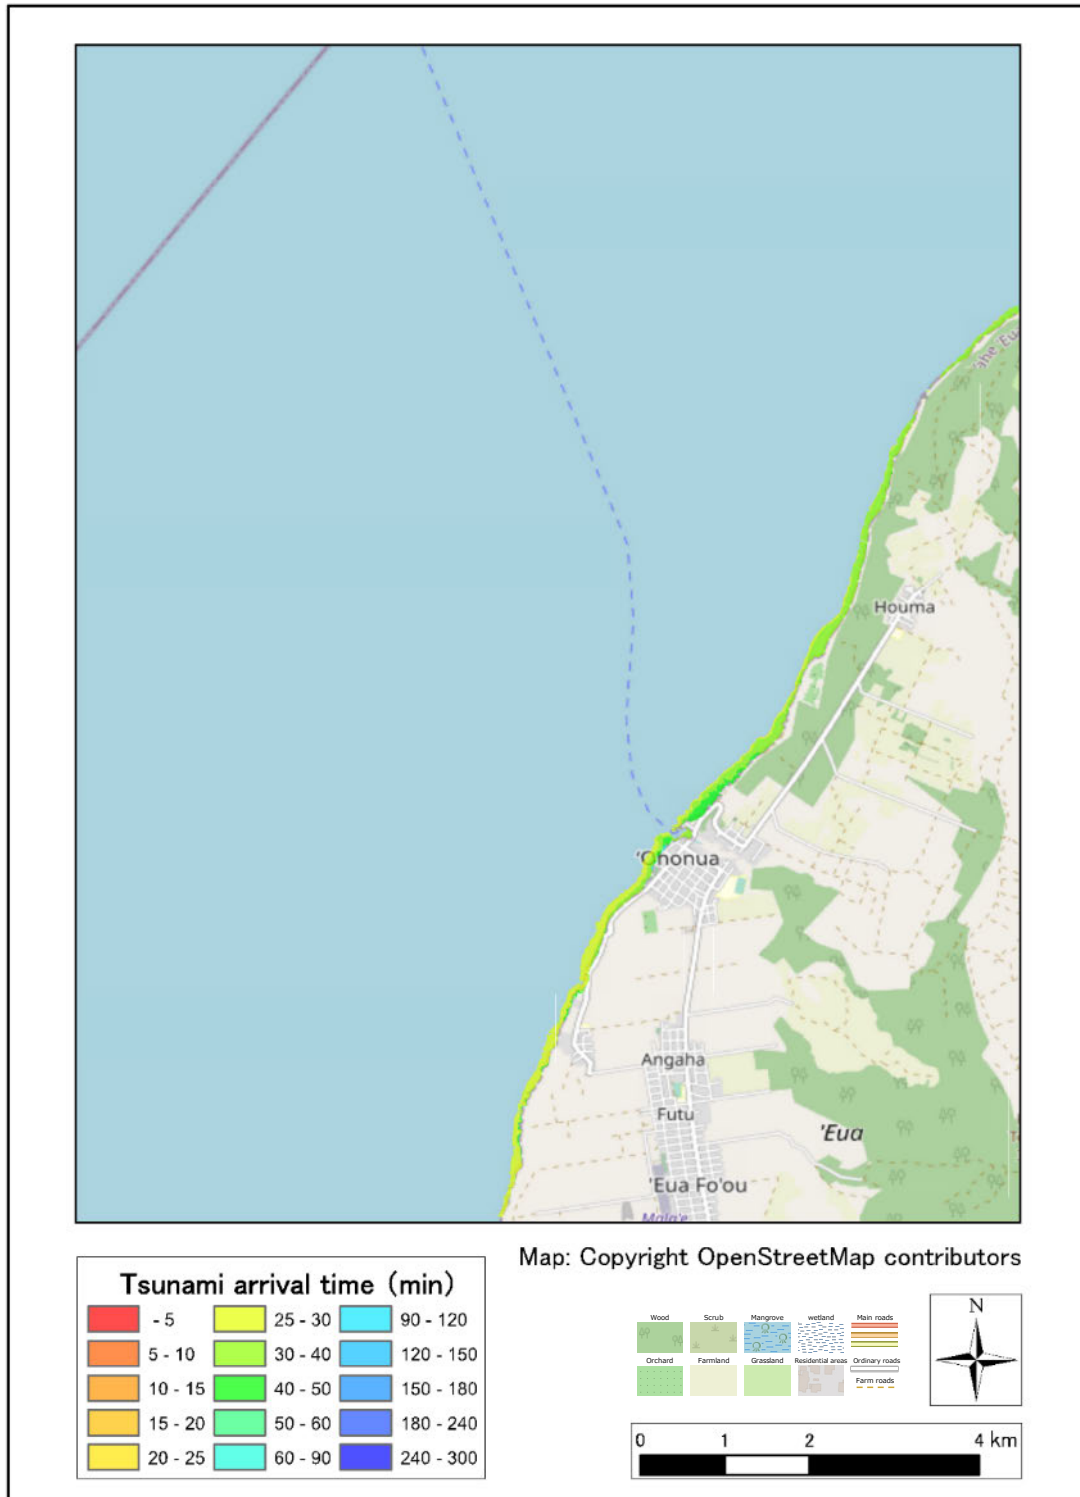 Houma
'Ohonua
Angaha
Futu
'Eua
'Eua Fo'ou
Map: Copyright OpenStreetMap contributors
Tsunami arrival time (min)
- 5
25 - 30
90 - 120
5 - 10
30 - 40
120 - 150
10 - 15
40 - 50
150 - 180
15 - 20
50 - 60
180 - 240
20 - 25
60 - 90
240 - 300
Wood
Scrub
Mangrove
wetland
Main roads
Orchard
Farmland
Grassland
Residential areas
Ordinary roads
Farm roads
N
0 1 2 4 km